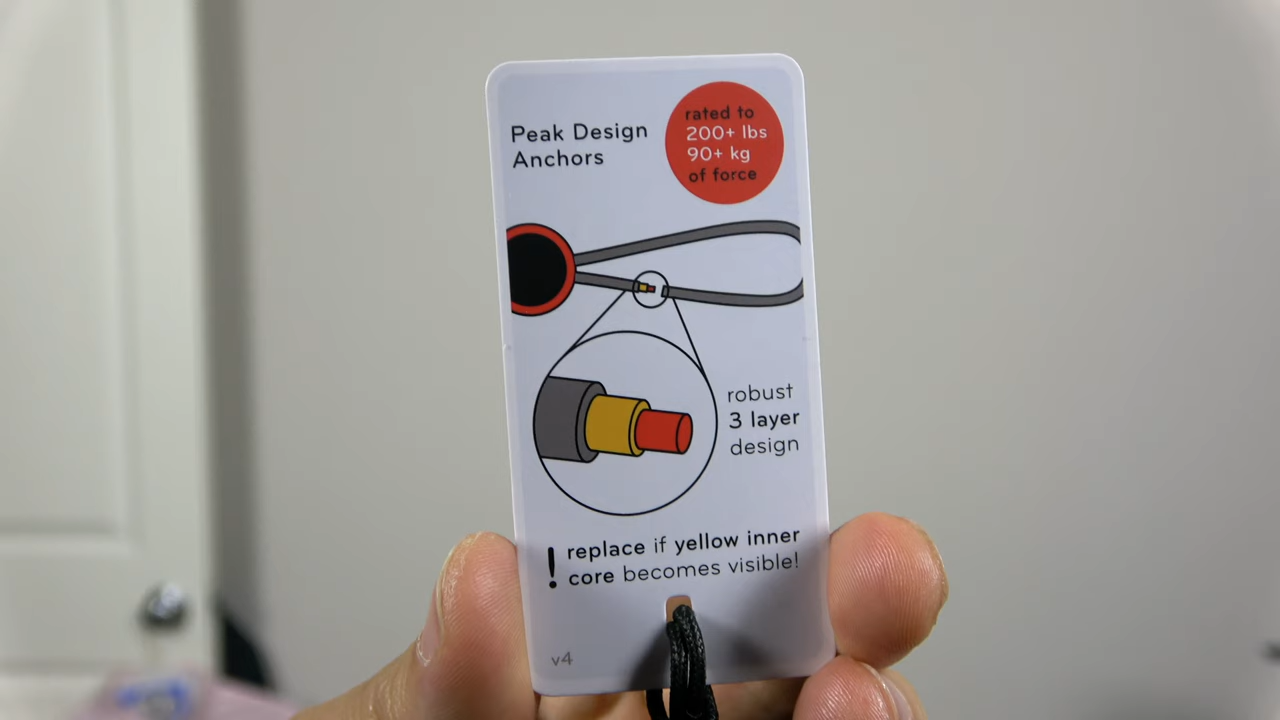 Peak Design
Anchors
rated to
200+ lbs
90+ kg
of force
robust
3 layer
design
! replace if yellow inner
core becomes visible!
v4